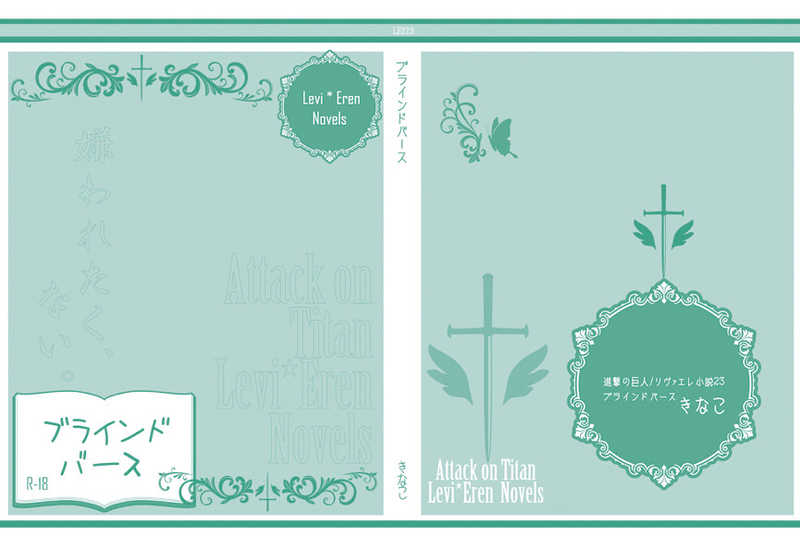 LE223
Levi * Eren
Novels
嫌われたく、
ない。
Attack on
Titan
Levi*Eren
Novels
ブラインド
バース
R-18
ブラインドバース
きなこ
進撃の巨人/リヴァエレ小説23
ブラインドバース きなこ
Attack on Titan
Levi*Eren Novels